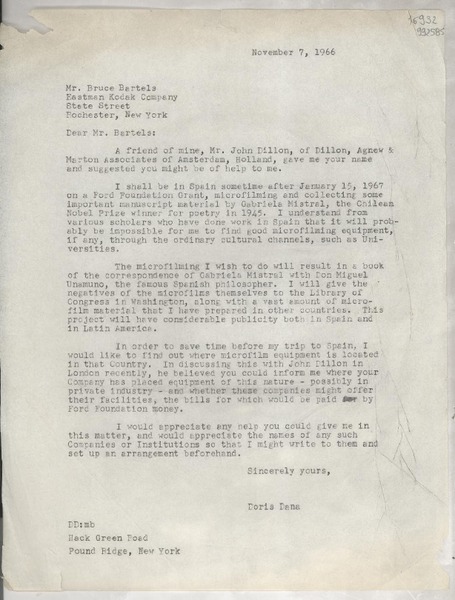 16932
992585
November 7, 1966
Mr. Bruce Bartels
Eastman Kodak Company
State Street
Rochester, New York
Dear Mr. Bartels:
A friend of mine, Mr. John Dillon, of Dillon, Agnew &
Marton Associates of Amsterdam, Holland, gave me your name
and suggested you might be of help to me.
I shall be in Spain sometime after January 15, 1967
on a Ford Foundation Grant, microfilming and collecting some
important manuscript material by Gabriela Mistral, the Chilean
Nobel Prize winner for poetry in 1945. I understand from
various scholars who have done work in Spain that it will prob-
ably be impossible for me to find good microfilming equipment,
if any, through the ordinary cultural channels, such as Uni-
versities.
The microfilming I wish to do will result in a book
of the correspondence of Gabriela Mistral with Don Miguel
Unamuno, the famous Spanish philosopher. I will give the
negatives of the microfilms themselves to the Library of
Congress in Washington, along with a vast amount of micro-
film material that I have prepared in other countries. This
project will have considerable publicity both in Spain and
in Latin America.
In order to save time before my trip to Spain, I
would like to find out where microfilm equipment is located
in that Country. In discussing this with John Dillon in
London recently, he believed you could inform me where your
Company has placed equipment of this nature - possibly in
private industry - and whether these companies might offer
their facilities, the bills for which would be paid by
Ford Foundation money.
I would appreciate any help you could give me in
this matter, and would appreciate the names of any such
Companies or Institutions so that I might write to them and
set up an arrangement beforehand.
Sincerely yours,
Doris Dana
DD:mb
Hack Green Road
Pound Ridge, New York